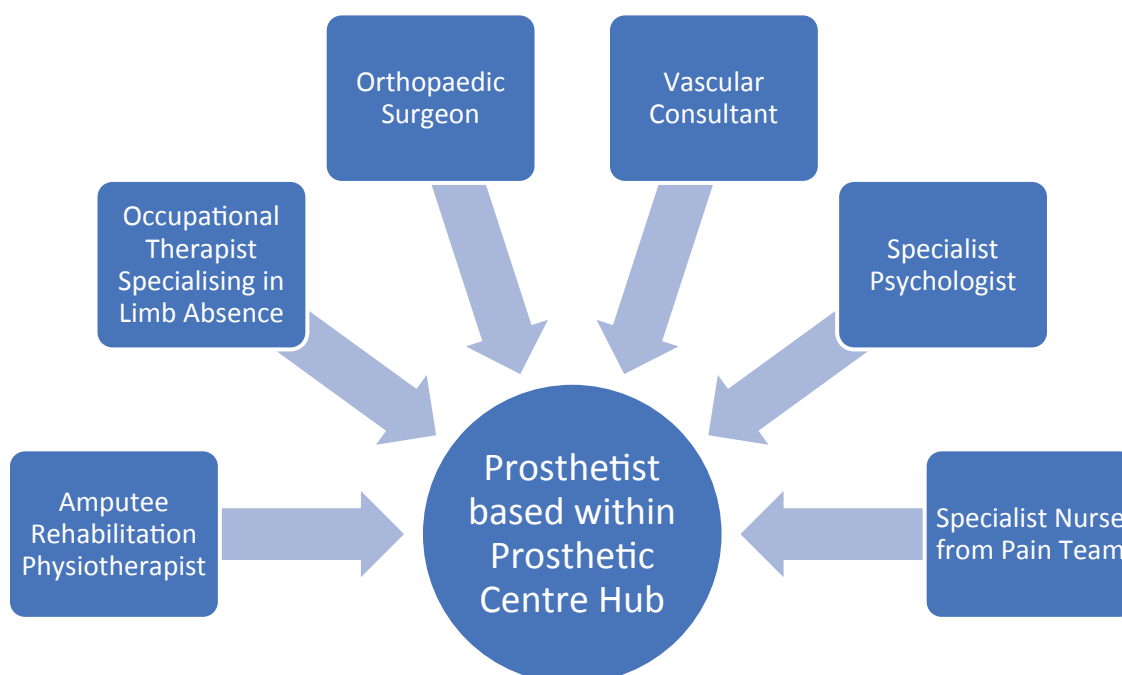 Orthopaedic
Surgeon
Vascular
Consultant
Occupational
Therapist
Specialising in
Limb Absence
Specialist
Psychologist
Amputee
Rehabilitation
Physiotherapist
Prosthetist
based within
Prosthetic
Centre Hub
Specialist Nurse
from Pain Team